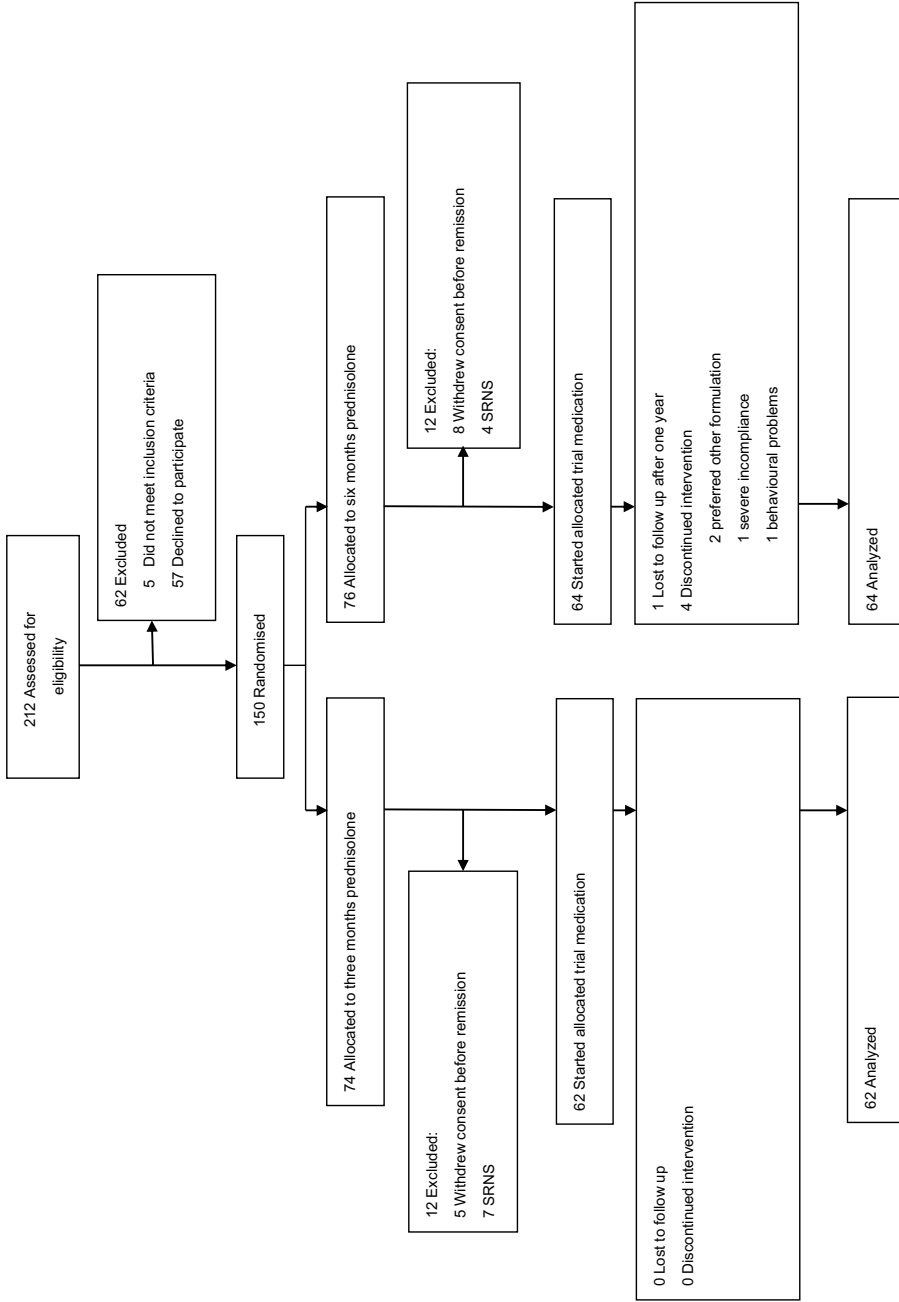 212 Assessed for
eligibility
62 Excluded
5 Did not meet inclusion criteria
57 Declined to participate
150 Randomised
74 Allocated to three months prednisolone
76 Allocated to six months prednisolone
12 Excluded:
5 Withdrew consent before remission
7 SRNS
12 Excluded:
8 Withdrew consent before remission
4 SRNS
62 Started allocated trial medication
64 Started allocated trial medication
0 Lost to follow up
0 Discontinued intervention
1 Lost to follow up after one year
4 Discontinued intervention
2 preferred other formulation
1 severe incompliance
1 behavioural problems
62 Analyzed
64 Analyzed